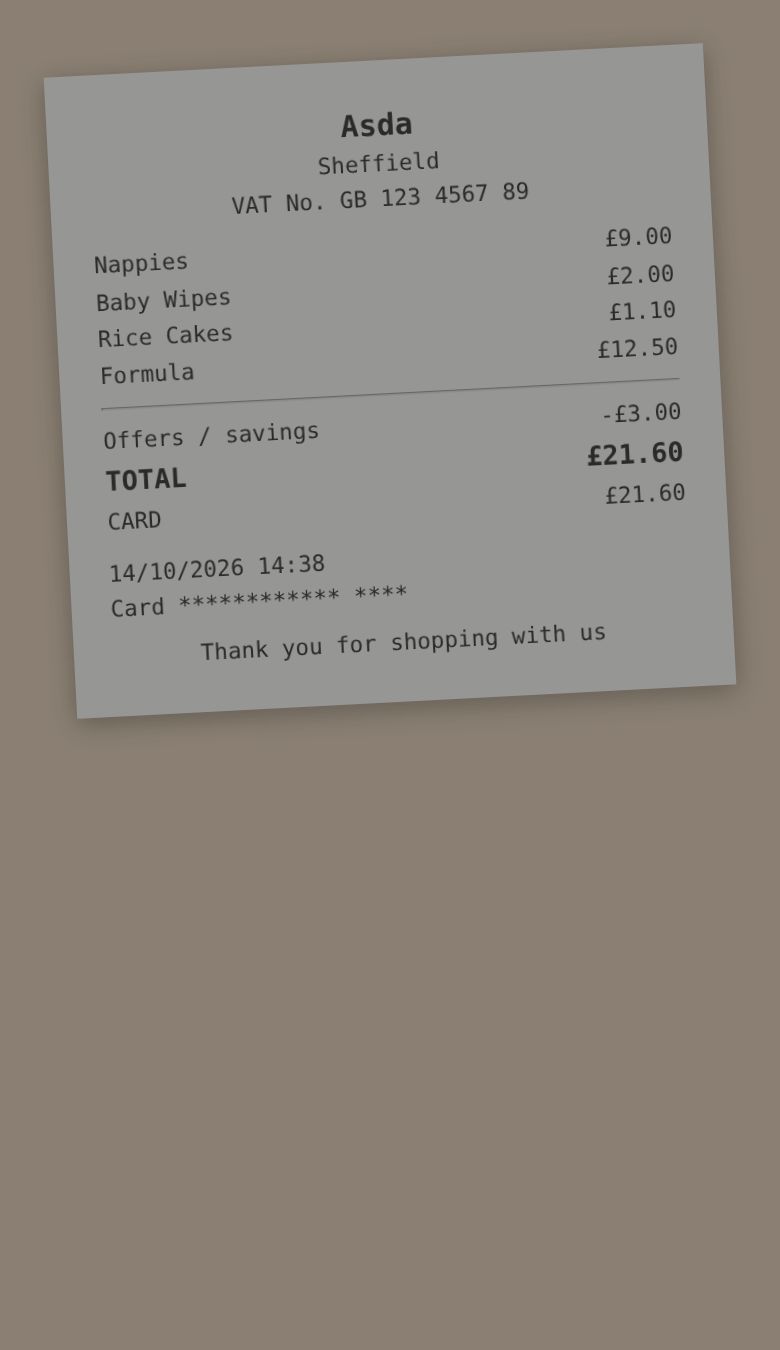 Asda
Sheffield
VAT No. GB 123 4567 89
Nappies £9.00
Baby Wipes £2.00
Rice Cakes £1.10
Formula £12.50
Offers / savings -£3.00
TOTAL £21.60
CARD £21.60
14/10/2026 14:38
Card ************ ****
Thank you for shopping with us